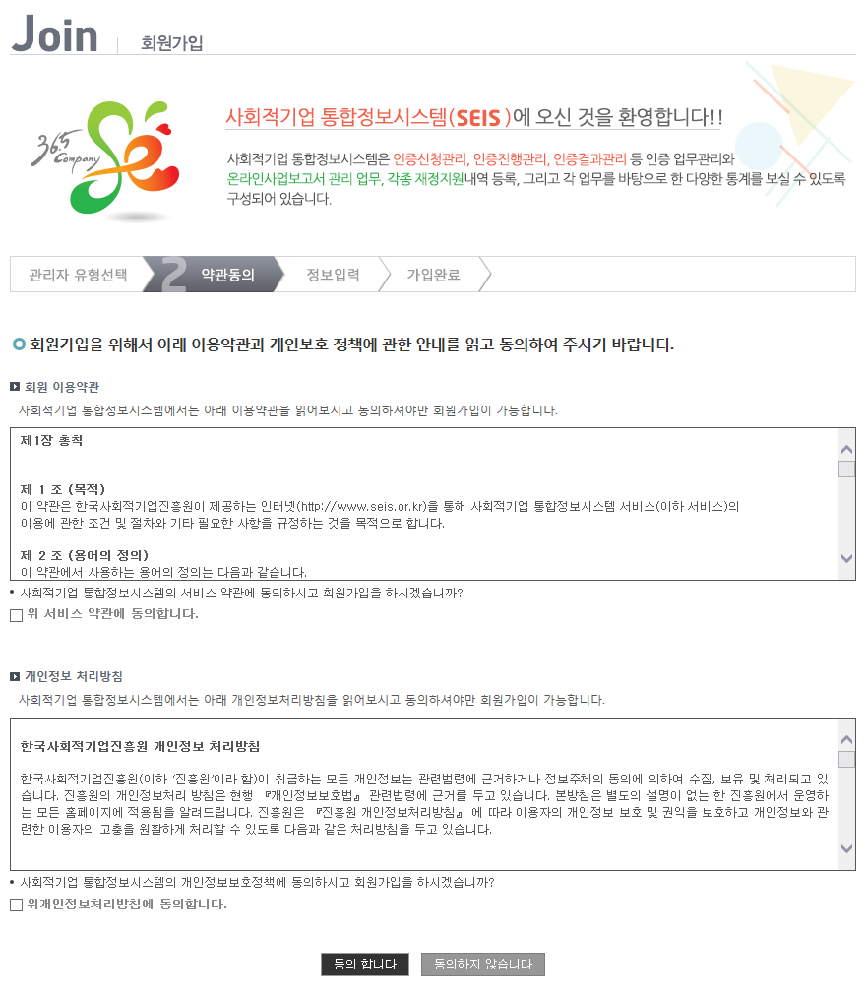 Join 회원가입
365 Company
사회적기업 통합정보시스템(SEIS)에 오신 것을 환영합니다!!
사회적기업 통합정보시스템은 인증신청관리, 인증진행관리, 인증결과관리 등 인증 업무관리와
온라인사업보고서 관리 업무, 각종 재정지원내역 등록, 그리고 각 업무를 바탕으로 한 다양한 통계를 보실 수 있도록
구성되어 있습니다.
관리자 유형선택 2 약관동의 정보입력 가입완료
회원가입을 위해서 아래 이용약관과 개인보호 정책에 관한 안내를 읽고 동의하여 주시기 바랍니다.
회원 이용약관
사회적기업 통합정보시스템에서는 아래 이용약관을 읽어보시고 동의하셔야만 회원가입이 가능합니다.
제1장 총칙
제 1 조 (목적)
이 약관은 한국사회적기업진흥원이 제공하는 인터넷(http://www.seis.or.kr)을 통해 사회적기업 통합정보시스템 서비스(이하 서비스)의
이용에 관한 조건 및 절차와 기타 필요한 사항을 규정하는 것을 목적으로 합니다.
제 2 조 (용어의 정의)
이 약관에서 사용하는 용어의 정의는 다음과 같습니다.
• 사회적기업 통합정보시스템의 서비스 약관에 동의하시고 회원가입을 하시겠습니까?
위 서비스 약관에 동의합니다.
개인정보 처리방침
사회적기업 통합정보시스템에서는 아래 개인정보처리방침을 읽어보시고 동의하셔야만 회원가입이 가능합니다.
한국사회적기업진흥원 개인정보 처리방침
한국사회적기업진흥원(이하 ‘진흥원’이라 함)이 취급하는 모든 개인정보는 관련법령에 근거하거나 정보주체의 동의에 의하여 수집, 보유 및 처리되고 있
습니다. 진흥원의 개인정보처리 방침은 현행 『개인정보보호법』 관련법령에 근거를 두고 있습니다. 본방침은 별도의 설명이 없는 한 진흥원에서 운영하
는 모든 홈페이지에 적용됨을 알려드립니다. 진흥원은 『진흥원 개인정보처리방침』 에 따라 이용자의 개인정보 보호 및 권익을 보호하고 개인정보와 관
련한 이용자의 고충을 원활하게 처리할 수 있도록 다음과 같은 처리방침을 두고 있습니다.
• 사회적기업 통합정보시스템의 개인정보보호정책에 동의하시고 회원가입을 하시겠습니까?
위개인정보처리방침에 동의합니다.
동의 합니다 동의하지 않습니다